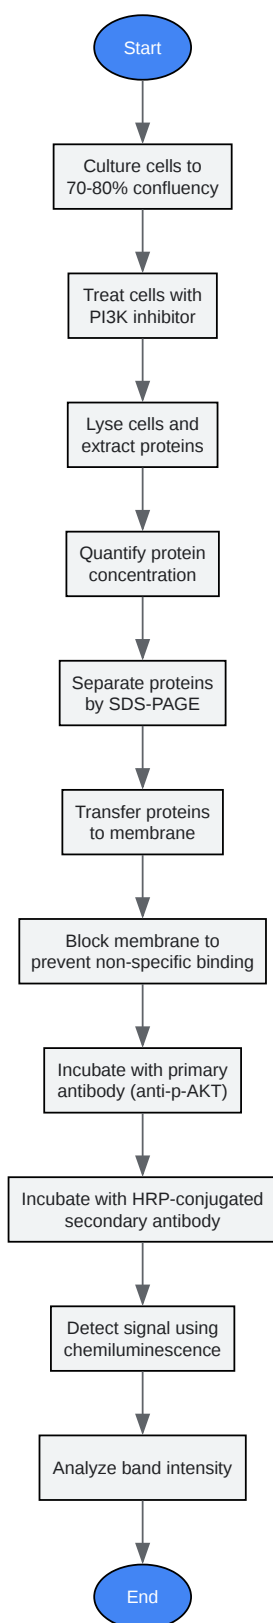 Start
Culture cells to
70-80% confluency
Treat cells with
PI3K inhibitor
Lyse cells and
extract proteins
Quantify protein
concentration
Separate proteins
by SDS-PAGE
Transfer proteins
to membrane
Block membrane to
prevent non-specific binding
Incubate with primary
antibody (anti-p-AKT)
Incubate with HRP-conjugated
secondary antibody
Detect signal using
chemiluminescence
Analyze band intensity
End